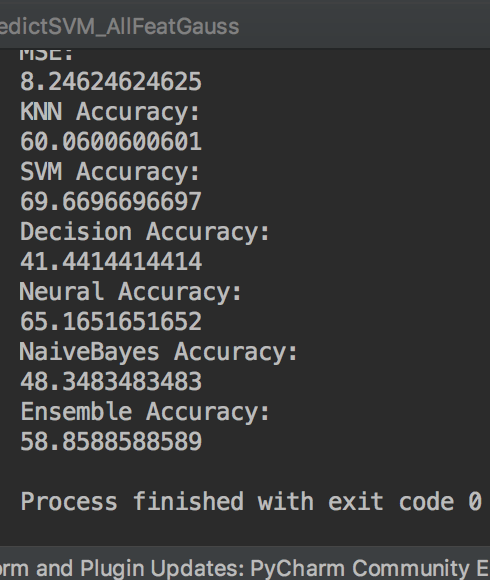 edictSVM_AllFeatGauss
MSE:
8.24624624625
KNN Accuracy:
60.0600600601
SVM Accuracy:
69.6696696697
Decision Accuracy:
41.4414414414
Neural Accuracy:
65.1651651652
NaiveBayes Accuracy:
48.3483483483
Ensemble Accuracy:
58.8588588589
Process finished with exit code 0
orm and Plugin Updates: PyCharm Community E